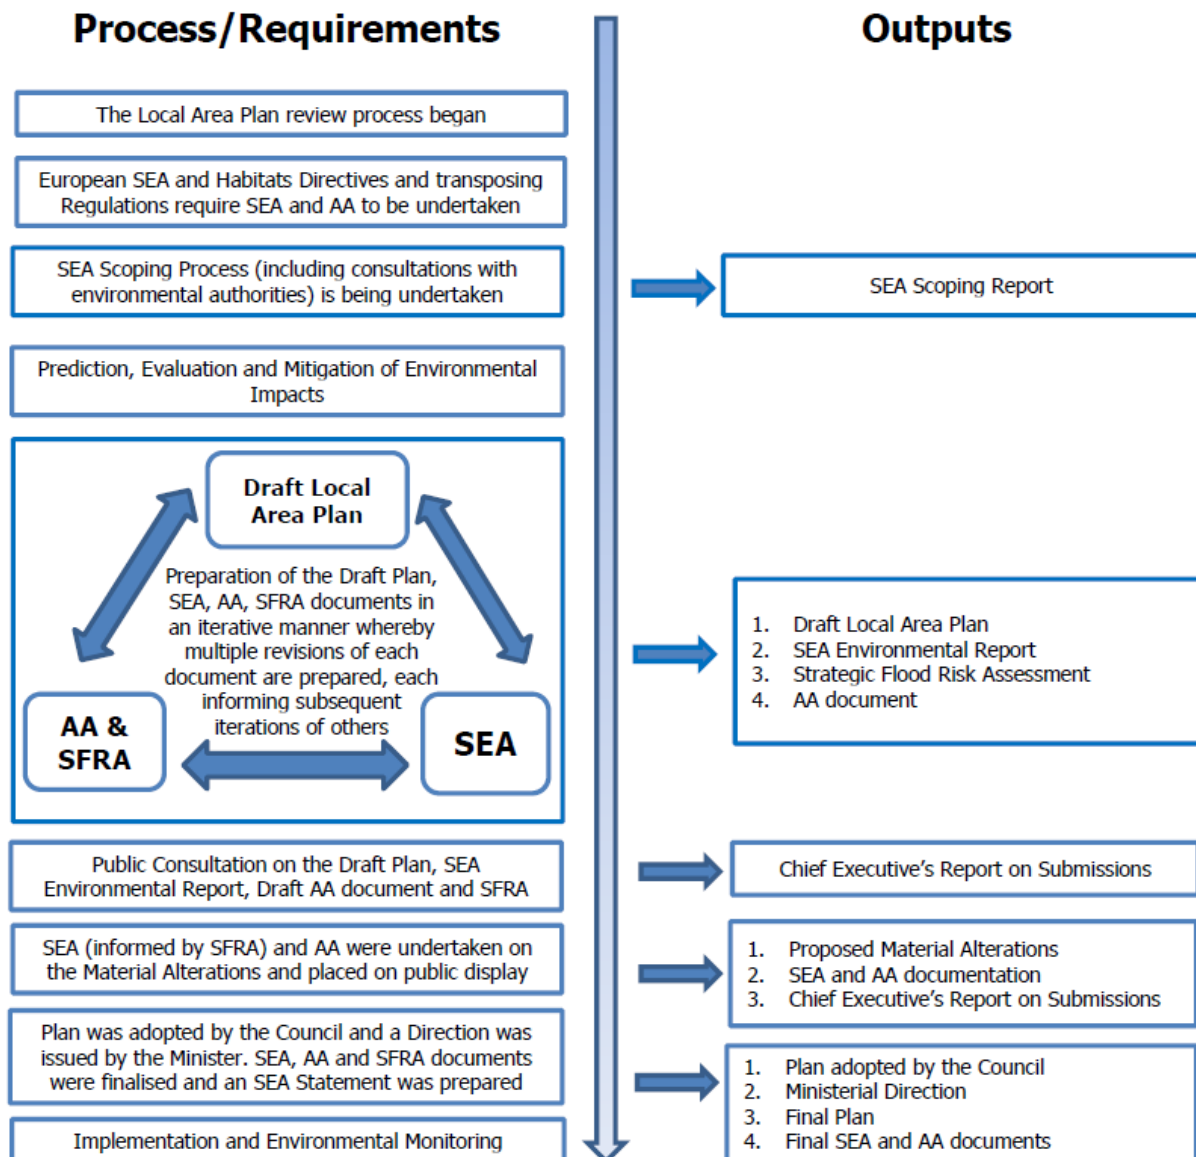 Process/Requirements
Outputs
The Local Area Plan review process began
European SEA and Habitats Directives and transposing
Regulations require SEA and AA to be undertaken
SEA Scoping Process (including consultations with
environmental authorities) is being undertaken
SEA Scoping Report
Prediction, Evaluation and Mitigation of Environmental
Impacts
Draft Local
Area Plan
Preparation of the Draft Plan,
SEA, AA, SFRA documents in
an iterative manner whereby
multiple revisions of each
document are prepared, each
informing subsequent
iterations of others
AA &
SFRA
SEA
1. Draft Local Area Plan
2. SEA Environmental Report
3. Strategic Flood Risk Assessment
4. AA document
Public Consultation on the Draft Plan, SEA
Environmental Report, Draft AA document and SFRA
Chief Executive's Report on Submissions
SEA (informed by SFRA) and AA were undertaken on
the Material Alterations and placed on public display
1. Proposed Material Alterations
2. SEA and AA documentation
3. Chief Executive's Report on Submissions
Plan was adopted by the Council and a Direction was
issued by the Minister. SEA, AA and SFRA documents
were finalised and an SEA Statement was prepared
1. Plan adopted by the Council
2. Ministerial Direction
3. Final Plan
4. Final SEA and AA documents
Implementation and Environmental Monitoring